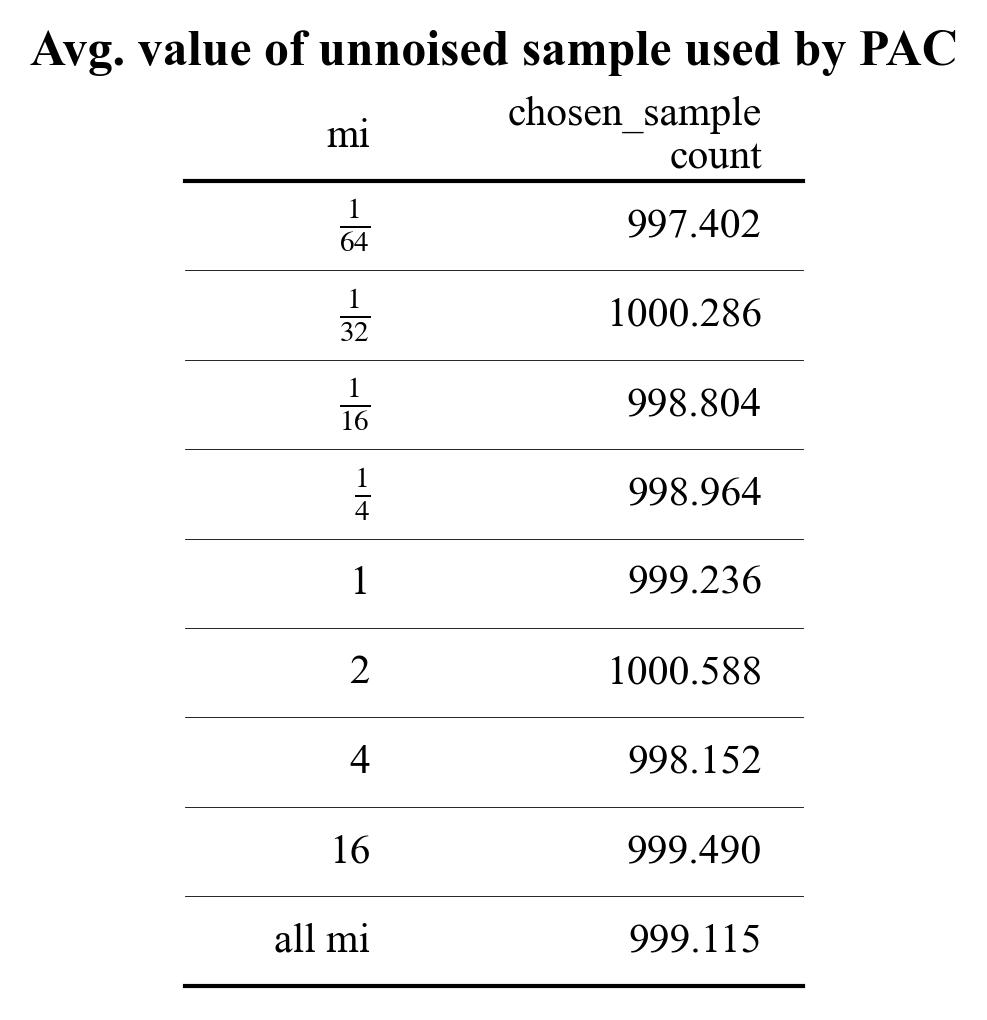 Avg. value of unnoised sample used by PAC
mi chosen_sample count
1/64 997.402
1/32 1000.286
1/16 998.804
1/4 998.964
1 999.236
2 1000.588
4 998.152
16 999.490
all mi 999.115